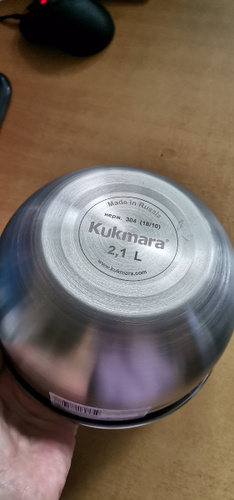 Made in Russia
нерж. 304 (18/10)
Kukmara®
2,1 L
www.kukmara.com